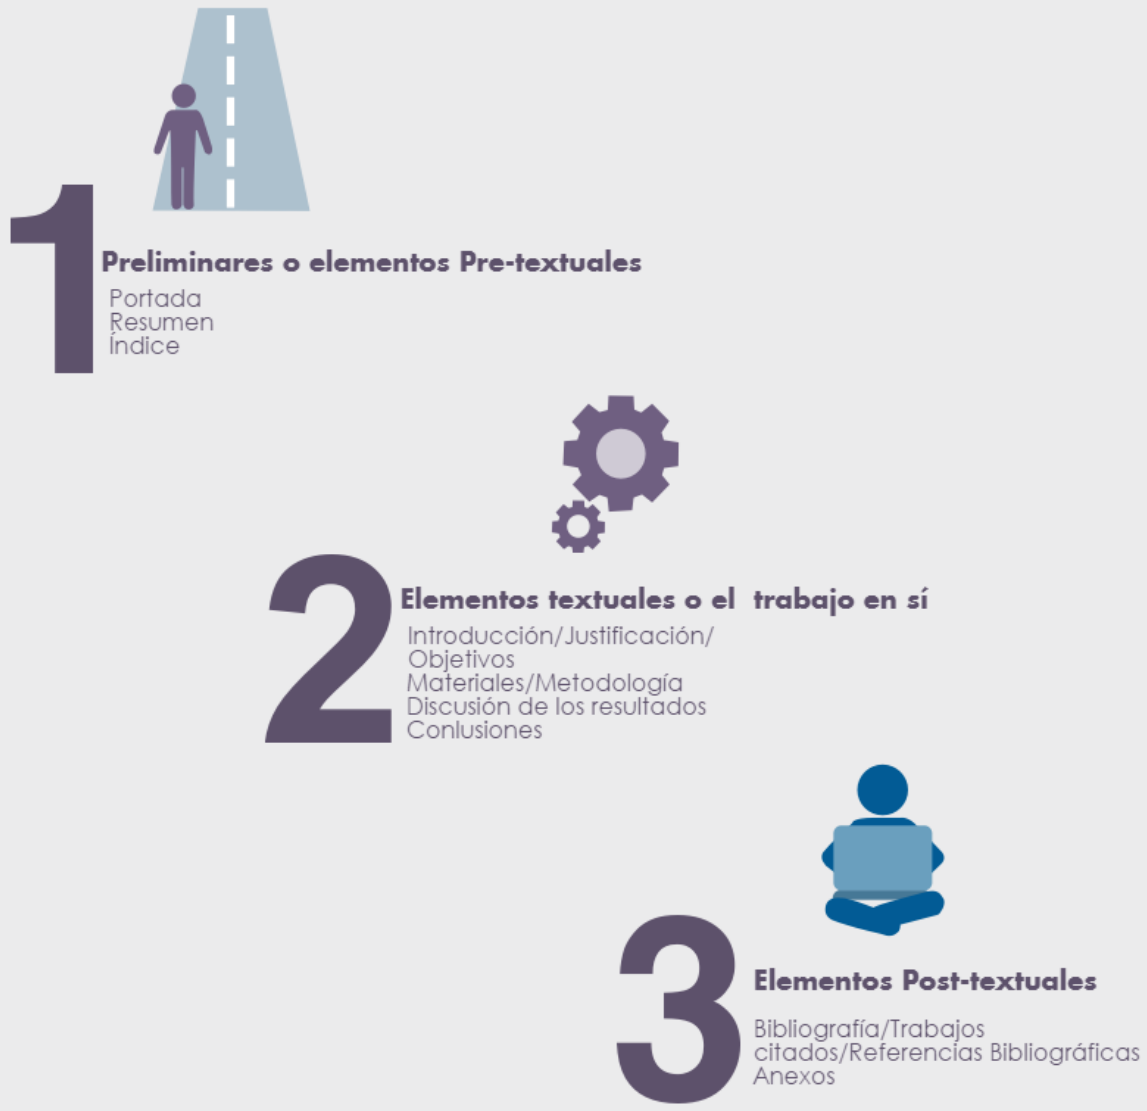 1
Preliminares o elementos Pre-textuales
Portada
Resumen
Índice
2
Elementos textuales o el trabajo en sí
Introducción/Justificación/
Objetivos
Materiales/Metodología
Discusión de los resultados
Conlusiones
3
Elementos Post-textuales
Bibliografía/Trabajos
citados/Referencias Bibliográficas
Anexos